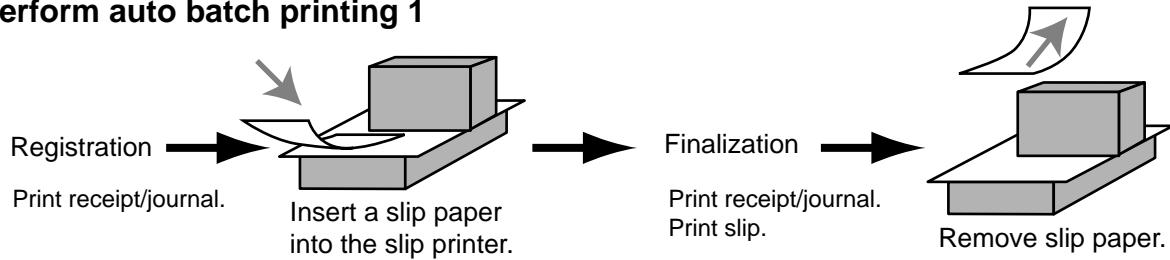 erform auto batch printing 1
Registration
Print receipt/journal.
Insert a slip paper
into the slip printer.
Finalization
Print receipt/journal.
Print slip.
Remove slip paper.